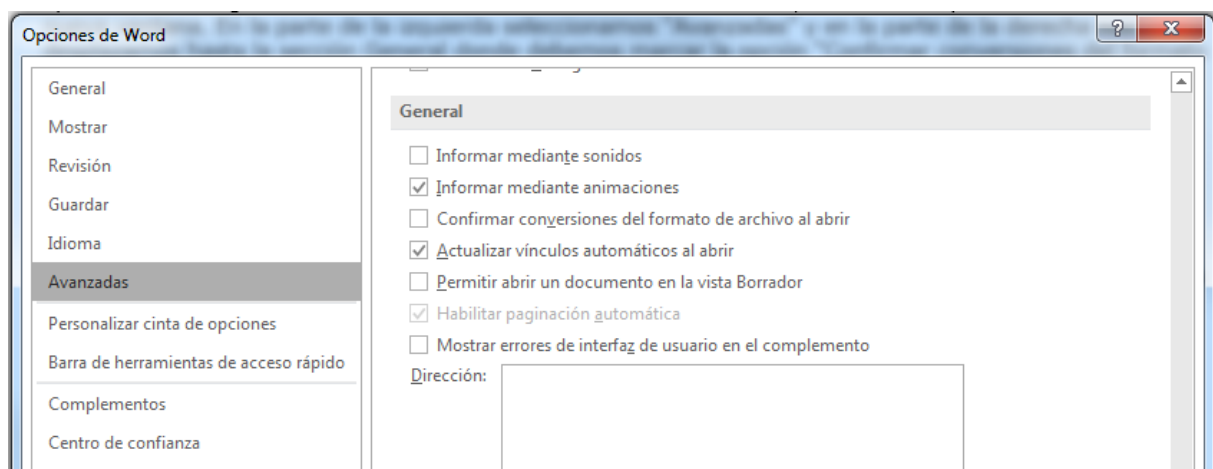 Opciones de Word
General
Mostrar
Revisión
Guardar
Idioma
Avanzadas
Personalizar cinta de opciones
Barra de herramientas de acceso rápido
Complementos
Centro de confianza
General
Informar mediante sonidos
Informar mediante animaciones
Confirmar conversiones del formato de archivo al abrir
Actualizar vínculos automáticos al abrir
Permitir abrir un documento en la vista Borrador
Habilitar paginación automática
Mostrar errores de interfaz de usuario en el complemento
Dirección: